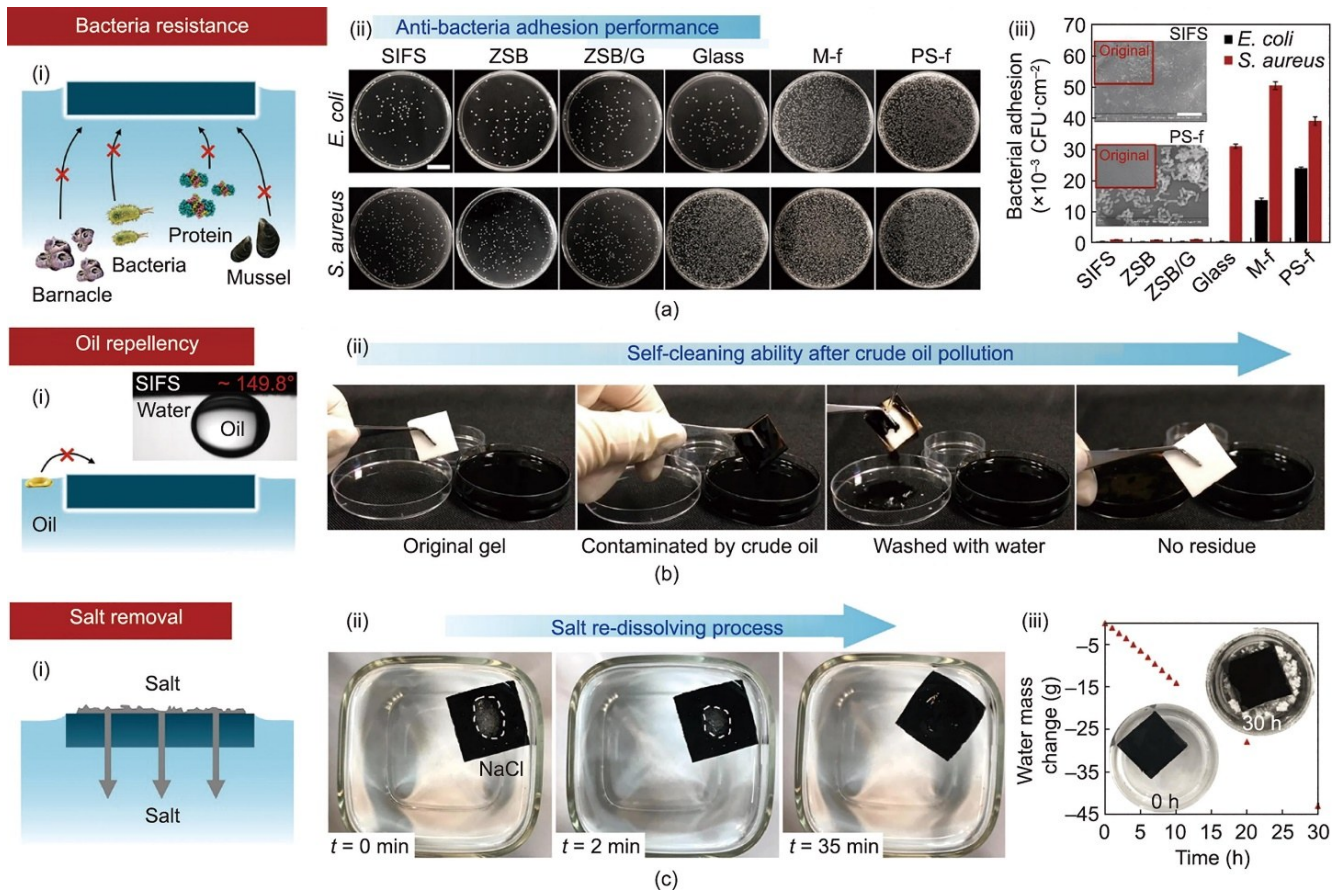 Bacteria resistance
(i)
Barnacle
Bacteria
Protein
Mussel
(ii)
Anti-bacteria adhesion performance
SIFS ZSB ZSB/G Glass M-f PS-f
E. coli
S. aureus
(iii)
Bacterial adhesion
(×10⁻³ CFU·cm⁻²)
70
60
50
40
30
20
10
0
SIFS
Original
PS-f
Original
E. coli
S. aureus
SIFS ZSB ZSB/G Glass M-f PS-f
(a)
Oil repellency
(i)
SIFS ~ 149.8°
Water
Oil
Oil
(ii)
Self-cleaning ability after crude oil pollution
Original gel Contaminated by crude oil Washed with water No residue
(b)
Salt removal
(i)
Salt
Salt
(ii)
Salt re-dissolving process
NaCl
t = 0 min t = 2 min t = 35 min
(iii)
Water mass
change (g)
−5
−15
−25
−35
−45
30 h
0 h
0 5 10 15 20 25 30
Time (h)
(c)